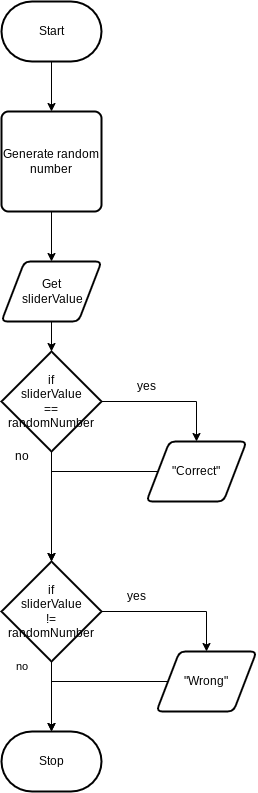 Start
Generate random
number
Get
sliderValue
if
sliderValue
==
randomNumber
yes
no
"Correct"
if
sliderValue
!=
randomNumber
yes
no
"Wrong"
Stop